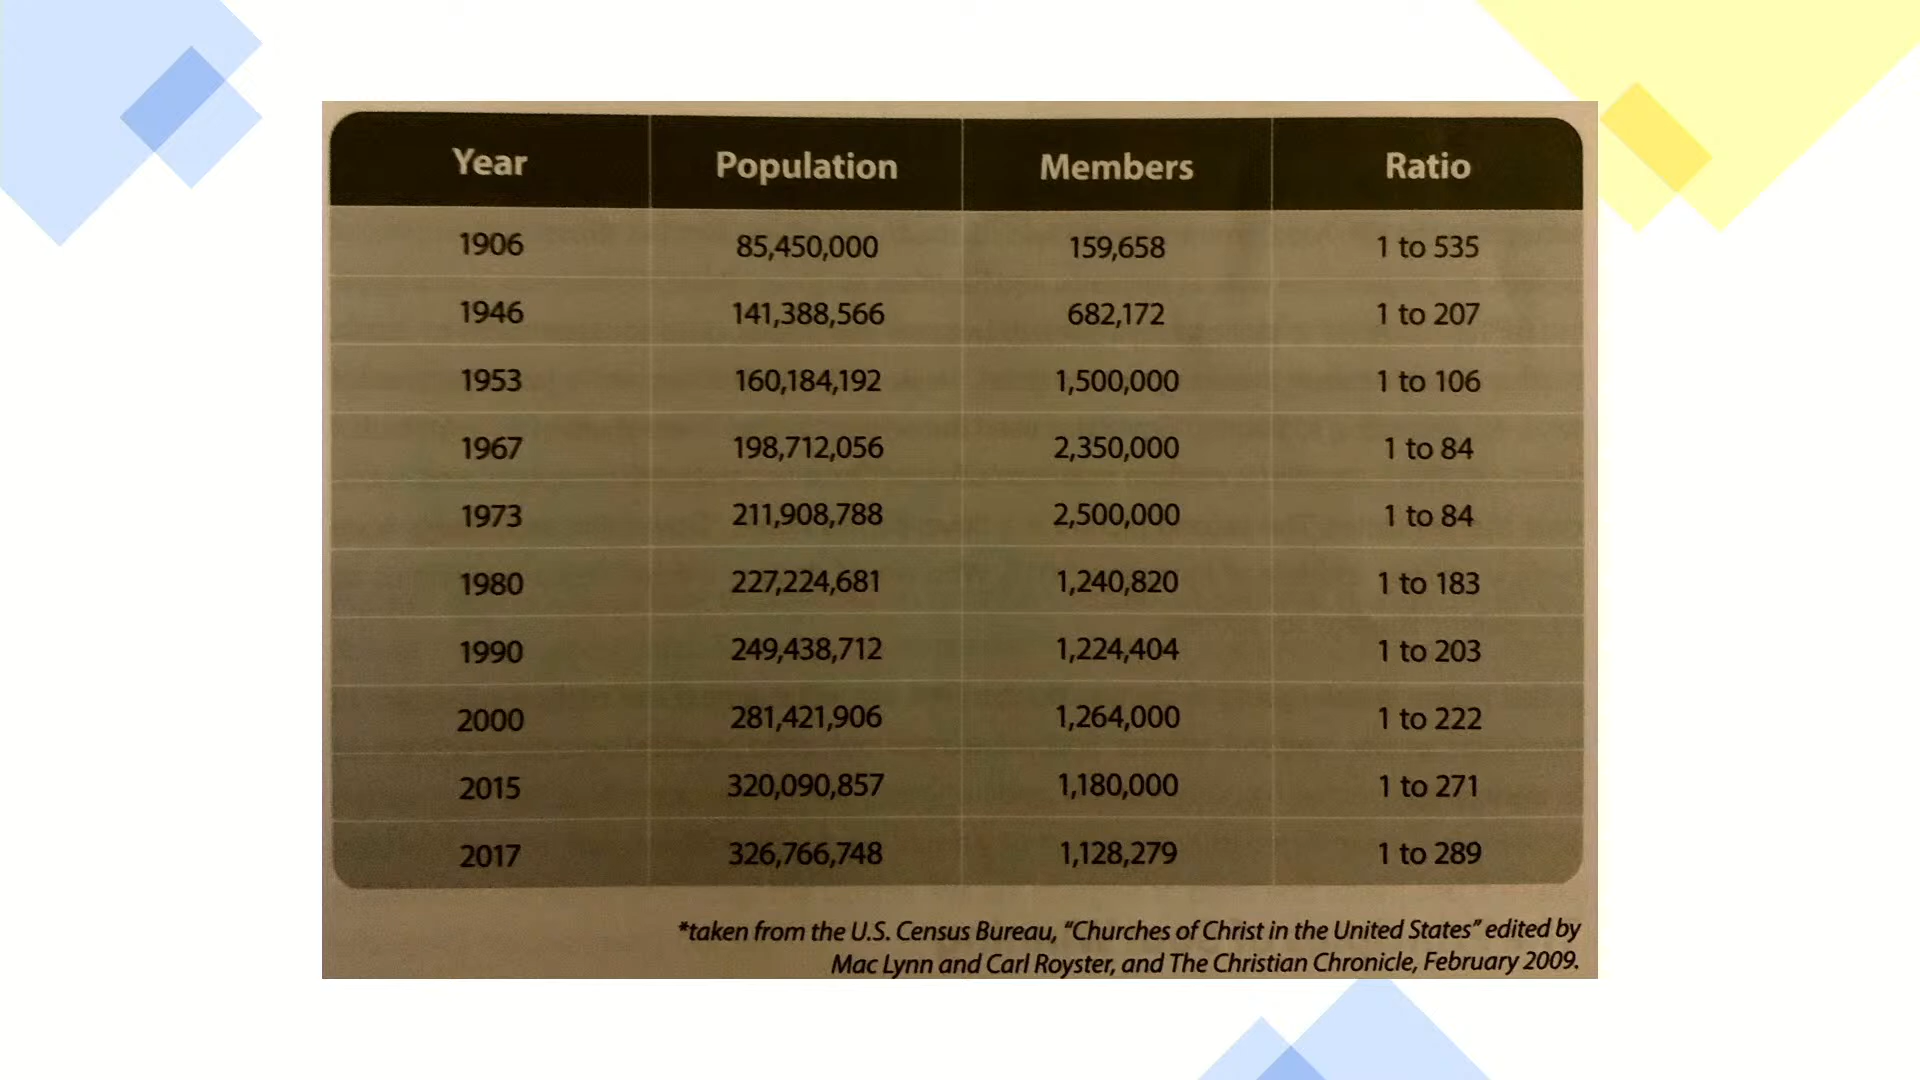 Year Population Members Ratio
1906 85,450,000 159,658 1 to 535
1946 141,388,566 682,172 1 to 207
1953 160,184,192 1,500,000 1 to 106
1967 198,712,056 2,350,000 1 to 84
1973 211,908,788 2,500,000 1 to 84
1980 227,224,681 1,240,820 1 to 183
1990 249,438,712 1,224,404 1 to 203
2000 281,421,906 1,264,000 1 to 222
2015 320,090,857 1,180,000 1 to 271
2017 326,766,748 1,128,279 1 to 289
*taken from the U.S. Census Bureau, “Churches of Christ in the United States” edited by
Mac Lynn and Carl Royster, and The Christian Chronicle, February 2009.